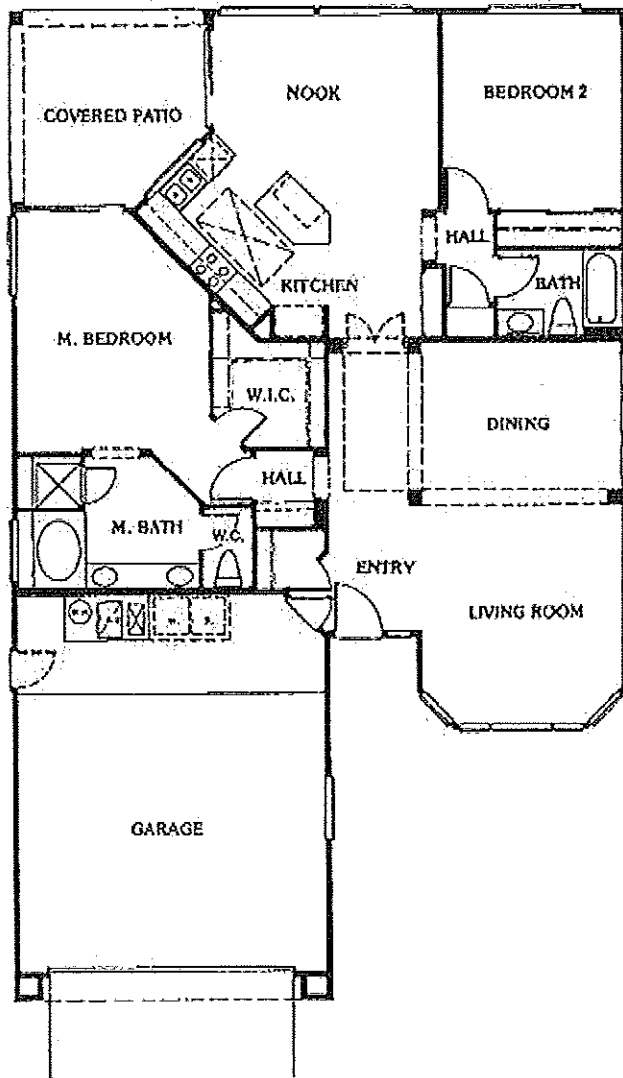 NOOK
BEDROOM 2
COVERED PATIO
HALL
BATH
KITCHEN
M. BEDROOM
W.I.C.
DINING
HALL
M. BATH
W.C.
ENTRY
LIVING ROOM
GARAGE